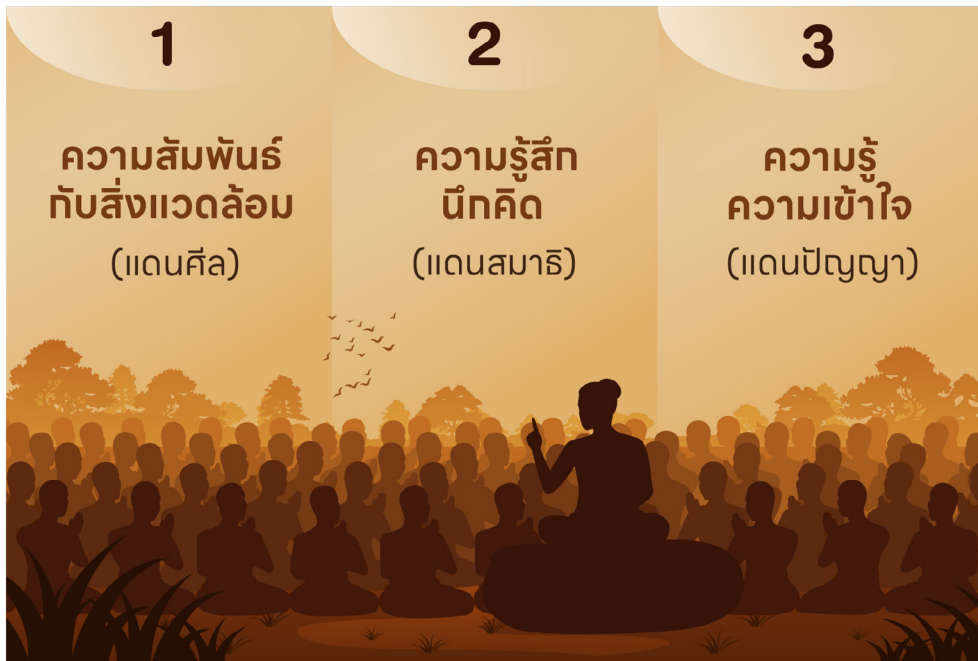 1
ความสัมพันธ์
กับสิ่งแวดล้อม
(แดนศีล)
2
ความรู้สึก
นึกคิด
(แดนสมาธิ)
3
ความรู้
ความเข้าใจ
(แดนปัญญา)